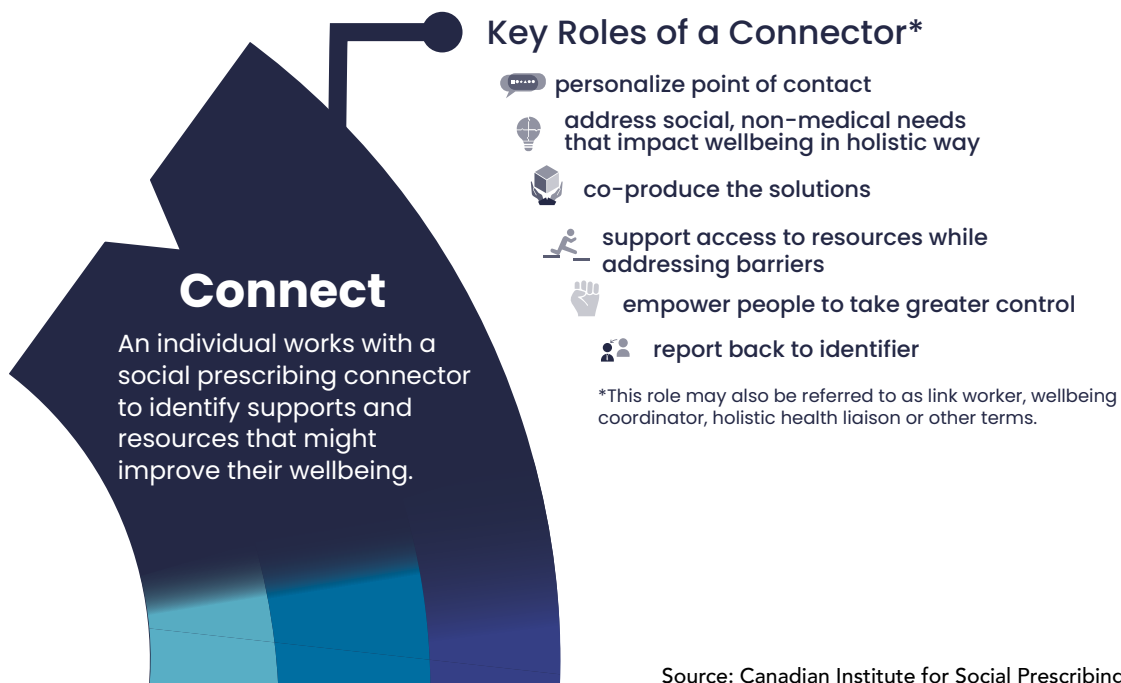 Key Roles of a Connector*
personalize point of contact
address social, non-medical needs
that impact wellbeing in holistic way
co-produce the solutions
support access to resources while
addressing barriers
empower people to take greater control
report back to identifier
*This role may also be referred to as link worker, wellbeing
coordinator, holistic health liaison or other terms.
Connect
An individual works with a
social prescribing connector
to identify supports and
resources that might
improve their wellbeing.
Source: Canadian Institute for Social Prescribing